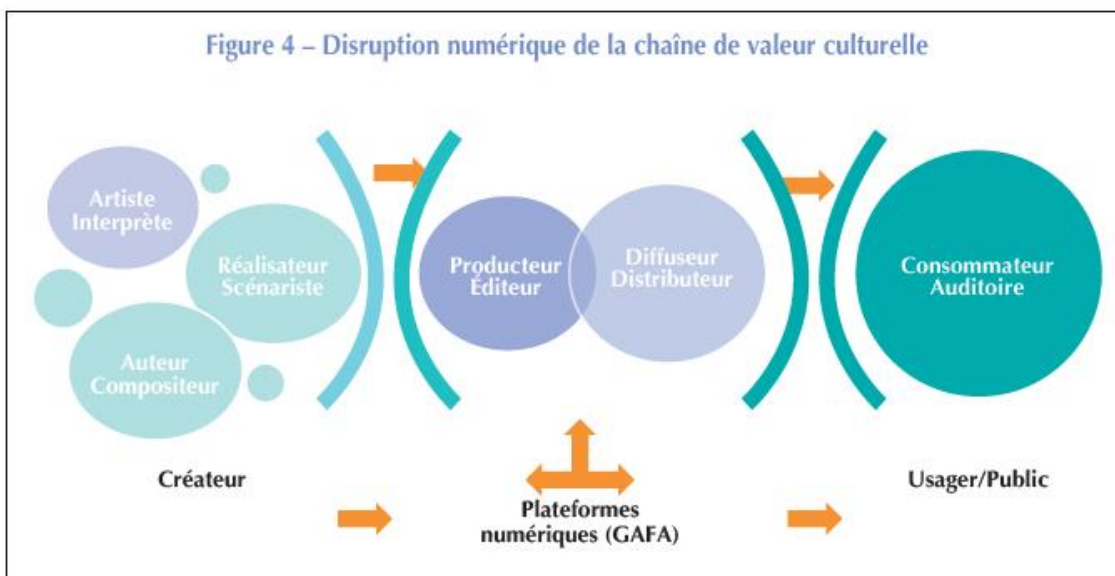 Figure 4 – Disruption numérique de la chaîne de valeur culturelle
Artiste
Interprète
Réalisateur
Scénariste
Auteur
Compositeur
Producteur
Éditeur
Diffuseur
Distributeur
Consommateur
Auditoire
Créateur
Plateformes
numériques (GAFA)
Usager/Public